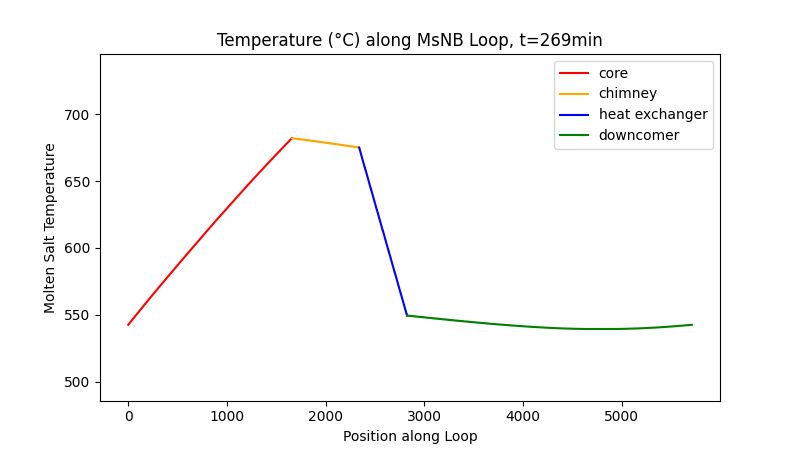 Temperature (°C) along MsNB Loop, t=269min
core
chimney
heat exchanger
downcomer
Molten Salt Temperature
700
650
600
550
500
0 1000 2000 3000 4000 5000
Position along Loop